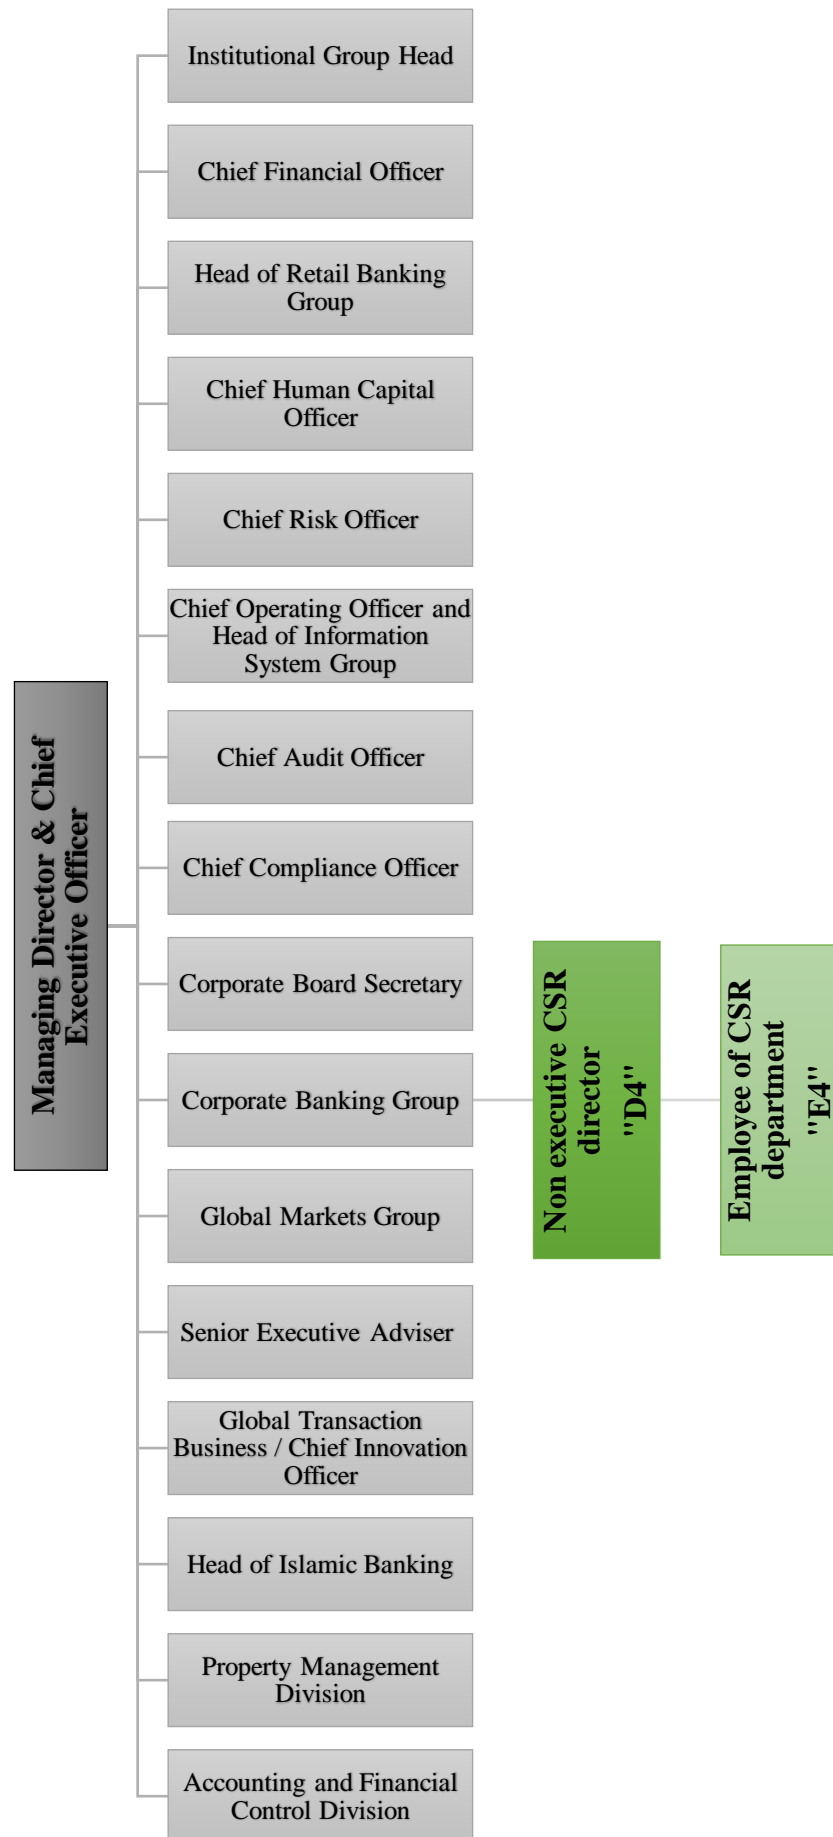 Managing Director & Chief
Executive Officer
Institutional Group Head
Chief Financial Officer
Head of Retail Banking
Group
Chief Human Capital
Officer
Chief Risk Officer
Chief Operating Officer and
Head of Information
System Group
Chief Audit Officer
Chief Compliance Officer
Corporate Board Secretary
Corporate Banking Group
Global Markets Group
Senior Executive Adviser
Global Transaction
Business / Chief Innovation
Officer
Head of Islamic Banking
Property Management
Division
Accounting and Financial
Control Division
Non executive CSR
director
"D4"
Employee of CSR
department
"E4"